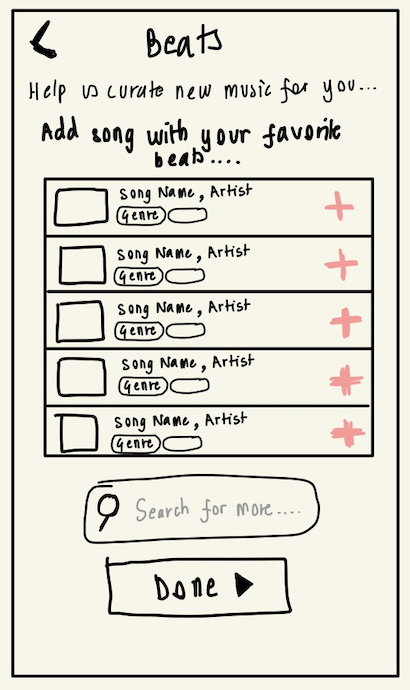 Beats
Help us curate new music for you...
Add song with your favorite
beats....
Song Name, Artist
Genre
Song Name, Artist
Genre
Song Name, Artist
Genre
Song Name, Artist
Genre
Song Name, Artist
Genre
Search for more....
Done